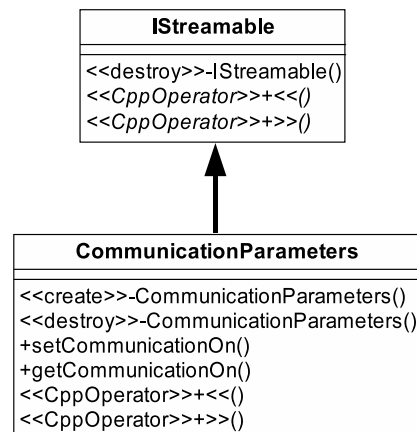 IStreamable
<<destroy>>-IStreamable()
<<CppOperator>>+<<()
<<CppOperator>>+>>()
CommunicationParameters
<<create>>-CommunicationParameters()
<<destroy>>-CommunicationParameters()
+setCommunicationOn()
+getCommunicationOn()
<<CppOperator>>+<<()
<<CppOperator>>+>>()